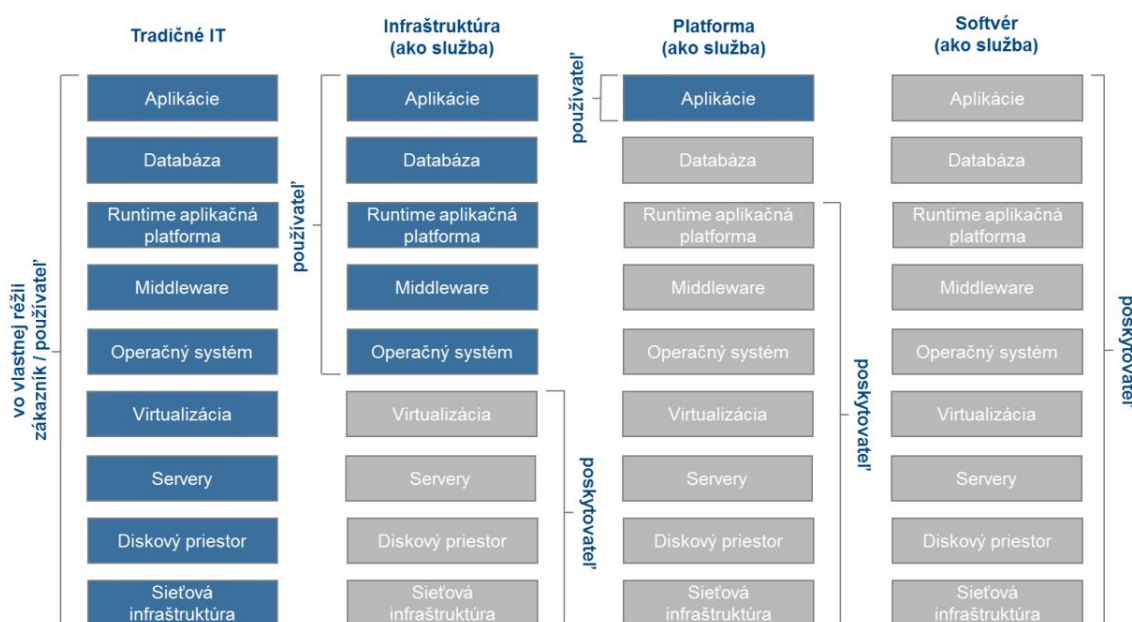 Tradičné IT
vo vlastnej réžii
zákazník / používateľ
Aplikácie
Databáza
Runtime aplikačná
platforma
Middleware
Operačný systém
Virtualizácia
Servery
Diskový priestor
Sieťová
infraštruktúra
Infraštruktúra
(ako služba)
používateľ
Aplikácie
Databáza
Runtime aplikačná
platforma
Middleware
Operačný systém
Virtualizácia
Servery
Diskový priestor
Sieťová
infraštruktúra
poskytovateľ
Platforma
(ako služba)
používateľ
Aplikácie
Databáza
Runtime aplikačná
platforma
Middleware
Operačný systém
Virtualizácia
Servery
Diskový priestor
Sieťová
infraštruktúra
poskytovateľ
Softvér
(ako služba)
Aplikácie
Databáza
Runtime aplikačná
platforma
Middleware
Operačný systém
Virtualizácia
Servery
Diskový priestor
Sieťová
infraštruktúra
poskytovateľ